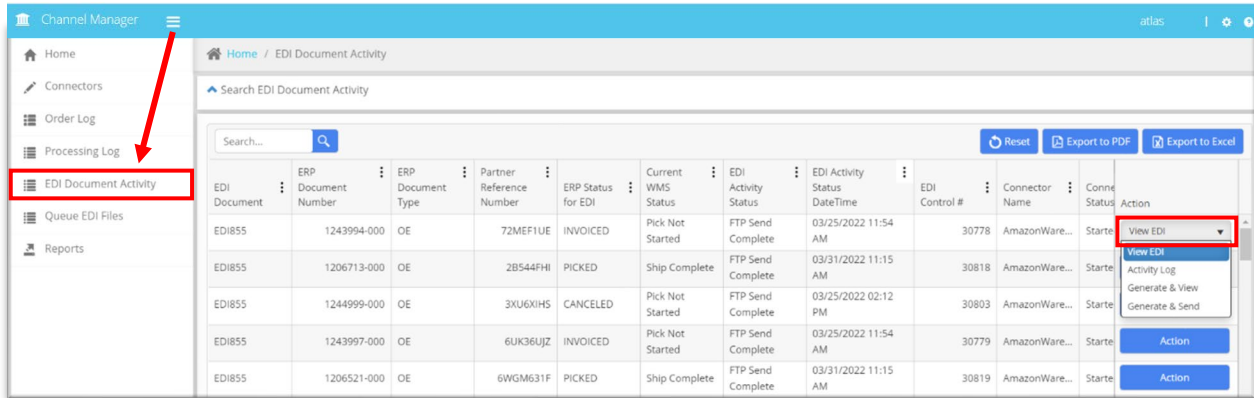 Channel Manager
atlas
Home
Connectors
Order Log
Processing Log
EDI Document Activity
Queue EDI Files
Reports
Home / EDI Document Activity
Search EDI Document Activity
Search...
Reset
Export to PDF
Export to Excel
EDI Document
ERP Document Number
ERP Document Type
Partner Reference Number
ERP Status for EDI
Current WMS Status
EDI Activity Status
EDI Activity Status DateTime
EDI Control #
Connector Name
Conne Status
Action
EDI855 1243994-000 OE 72MEF1UE INVOICED Pick Not Started FTP Send Complete 03/25/2022 11:54 AM 30778 AmazonWare... Starte View EDI
View EDI
Activity Log
Generate & View
Generate & Send
EDI855 1206713-000 OE 2B544FHI PICKED Ship Complete FTP Send Complete 03/31/2022 11:15 AM 30818 AmazonWare... Starte
EDI855 1244999-000 OE 3XU6XIHS CANCELED Pick Not Started FTP Send Complete 03/25/2022 02:12 PM 30803 AmazonWare... Starte
EDI855 1243997-000 OE 6UK36UJZ INVOICED Pick Not Started FTP Send Complete 03/25/2022 11:54 AM 30779 AmazonWare... Starte Action
EDI855 1206521-000 OE 6WGM631F PICKED Ship Complete FTP Send Complete 03/31/2022 11:15 AM 30819 AmazonWare... Starte Action